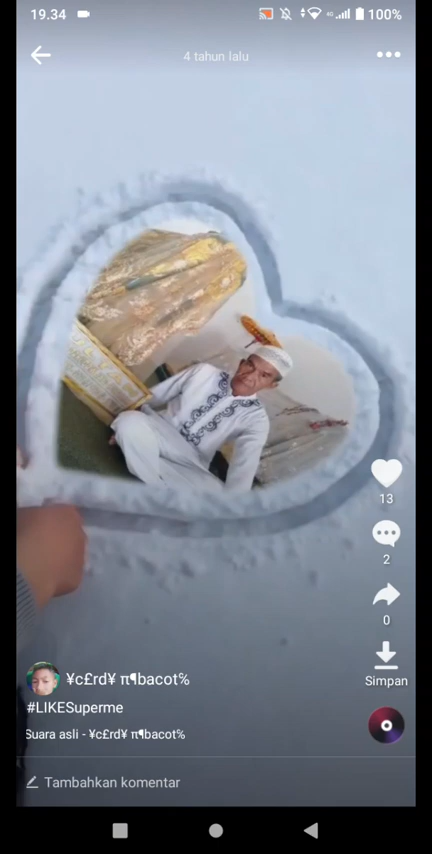 19.34
4G
100%
4 tahun lalu
13
2
0
Simpan
¥c£rd¥ π¶bacot%
#LIKESuperme
Suara asli - ¥c£rd¥ π¶bacot%
Tambahkan komentar